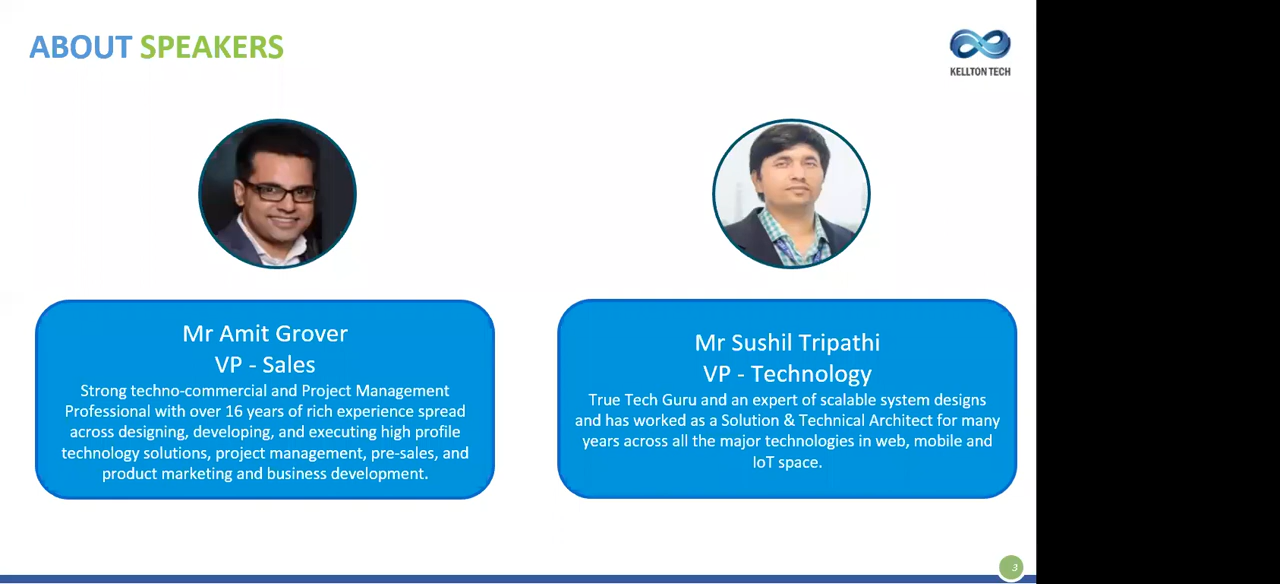 ABOUT SPEAKERS
KELLTON TECH
Mr Amit Grover
VP - Sales
Strong techno-commercial and Project Management
Professional with over 16 years of rich experience spread
across designing, developing, and executing high profile
technology solutions, project management, pre-sales, and
product marketing and business development.
Mr Sushil Tripathi
VP - Technology
True Tech Guru and an expert of scalable system designs
and has worked as a Solution & Technical Architect for many
years across all the major technologies in web, mobile and
IoT space.
3